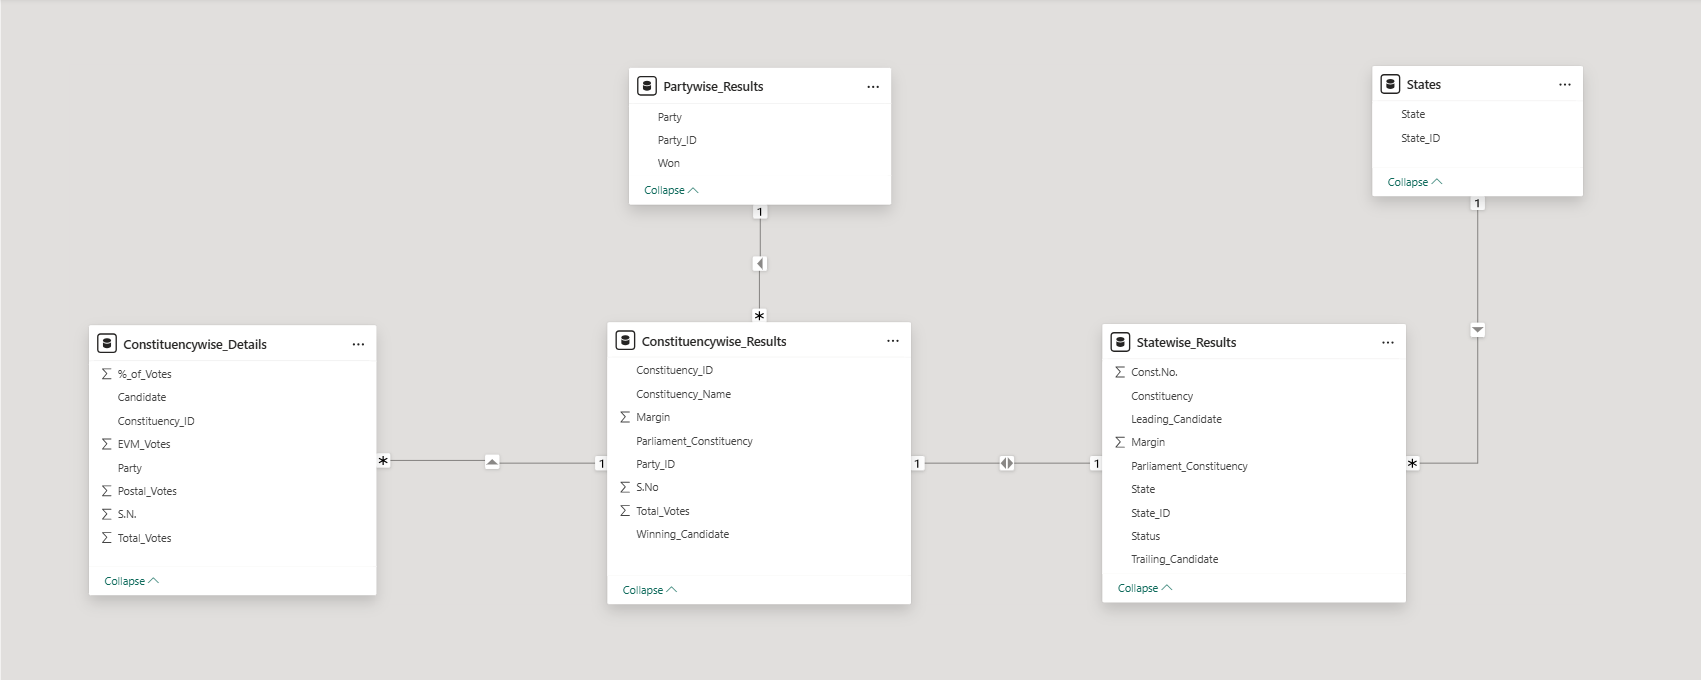 Partywise_Results
Party
Party_ID
Won
Collapse
States
State
State_ID
Collapse
1
1
*
Constituencywise_Details
%_of_Votes
Candidate
Constituency_ID
EVM_Votes
Party
Postal_Votes
S.N.
Total_Votes
Collapse
*
1
Constituencywise_Results
Constituency_ID
Constituency_Name
Margin
Parliament_Constituency
Party_ID
S.No
Total_Votes
Winning_Candidate
Collapse
1
1
Statewise_Results
Const.No.
Constituency
Leading_Candidate
Margin
Parliament_Constituency
State
State_ID
Status
Trailing_Candidate
Collapse
*